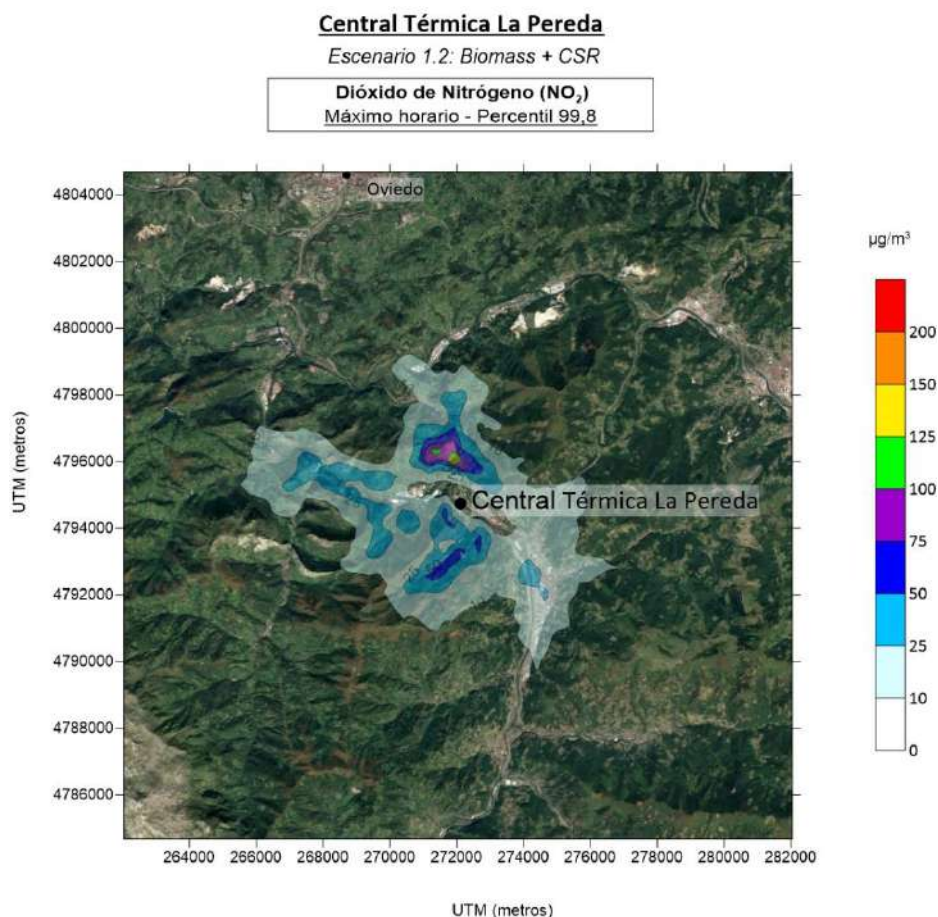 Central Térmica La Pereda
Escenario 1.2: Biomass + CSR
Dióxido de Nitrógeno (NO₂)
Máximo horario - Percentil 99,8
4804000
4802000
4800000
4798000
4796000
4794000
4792000
4790000
4788000
4786000
UTM (metros)
Oviedo
Central Térmica La Pereda
264000 266000 268000 270000 272000 274000 276000 278000 280000 282000
UTM (metros)
µg/m³
200
150
125
100
75
50
25
10
0